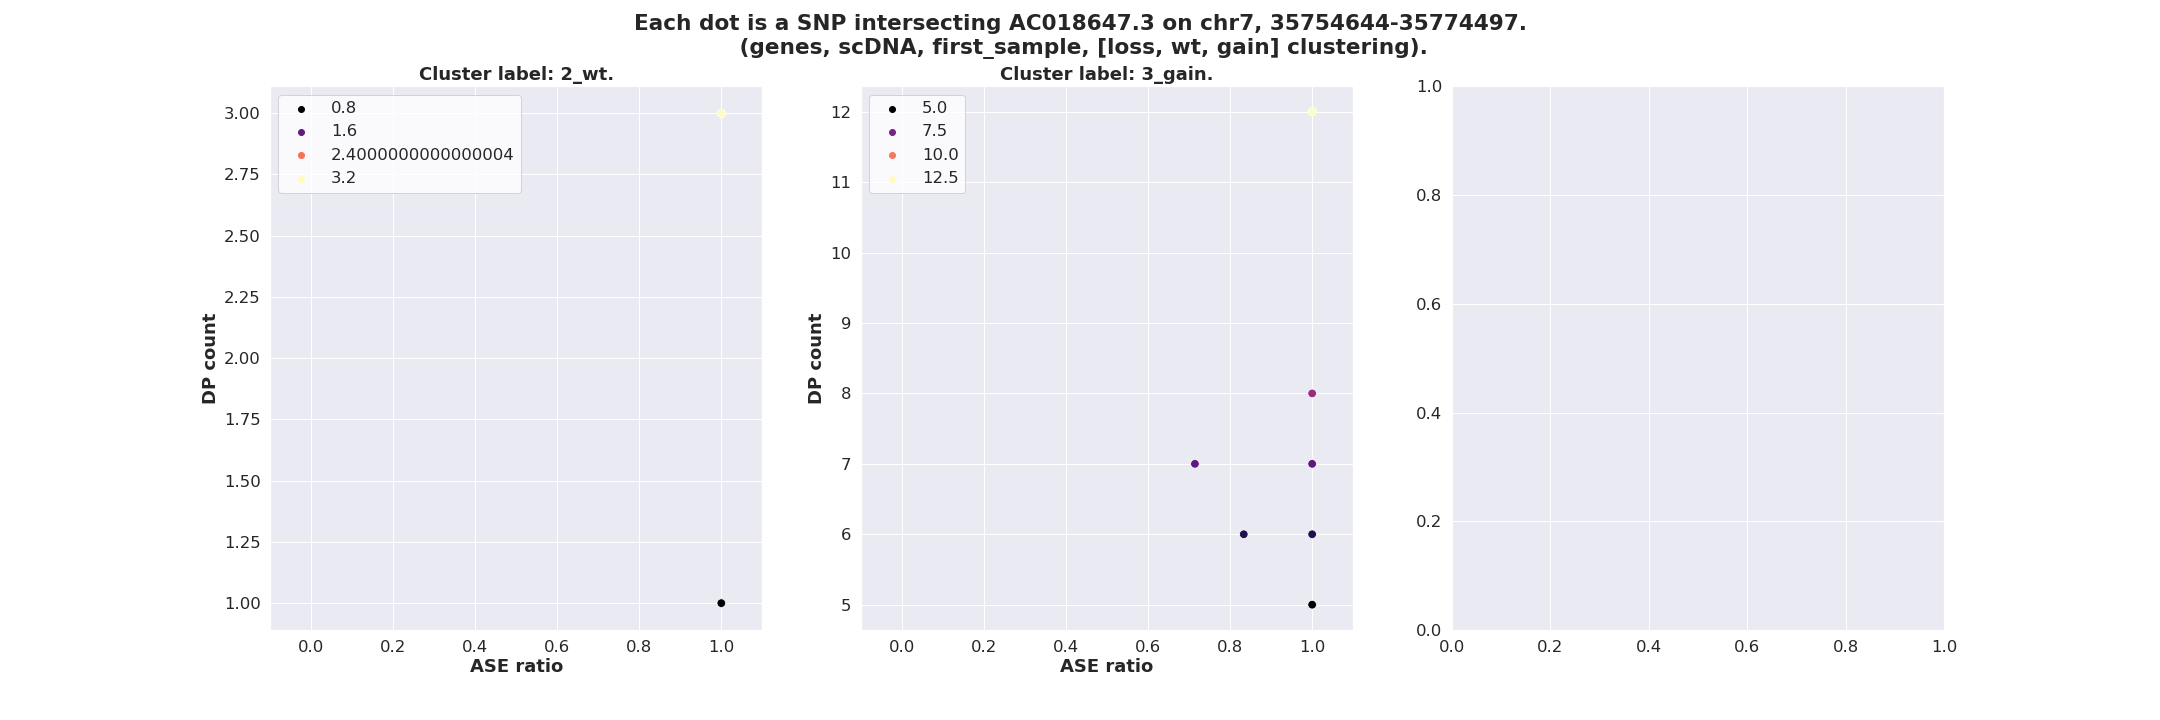 Each dot is a SNP intersecting AC018647.3 on chr7, 35754644-35774497.
(genes, scDNA, first_sample, [loss, wt, gain] clustering).
Cluster label: 2_wt.
0.8
1.6
2.4000000000000004
3.2
3.00
2.75
2.50
2.25
2.00
1.75
1.50
1.25
1.00
DP count
0.0 0.2 0.4 0.6 0.8 1.0
ASE ratio
Cluster label: 3_gain.
5.0
7.5
10.0
12.5
12
11
10
9
8
7
6
5
DP count
0.0 0.2 0.4 0.6 0.8 1.0
ASE ratio
1.0
0.8
0.6
0.4
0.2
0.0
0.0 0.2 0.4 0.6 0.8 1.0